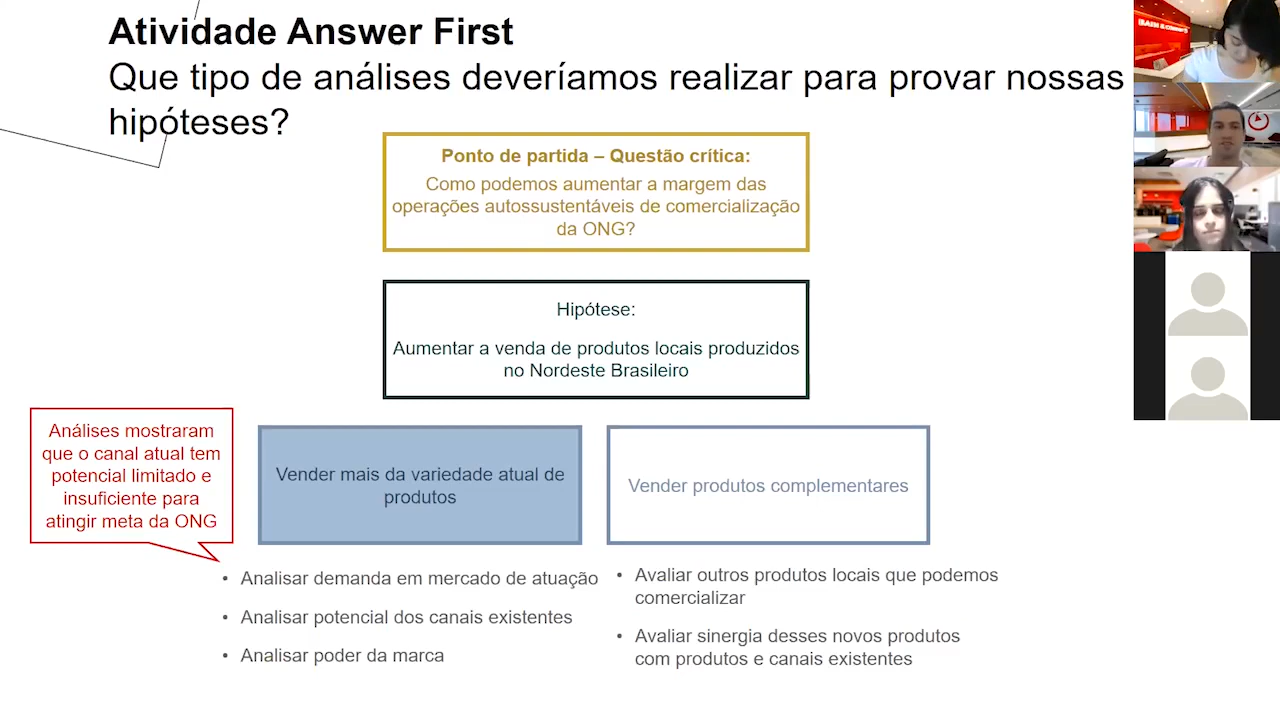 Atividade Answer First
Que tipo de análises deveríamos realizar para provar nossas
hipóteses?
Ponto de partida – Questão crítica:
Como podemos aumentar a margem das
operações autossustentáveis de comercialização
da ONG?
Hipótese:
Aumentar a venda de produtos locais produzidos
no Nordeste Brasileiro
Análises mostraram
que o canal atual tem
potencial limitado e
insuficiente para
atingir meta da ONG
Vender mais da variedade atual de
produtos
Vender produtos complementares
• Analisar demanda em mercado de atuação
• Analisar potencial dos canais existentes
• Analisar poder da marca
• Avaliar outros produtos locais que podemos
comercializar
• Avaliar sinergia desses novos produtos
com produtos e canais existentes
BAIN & COMPANY